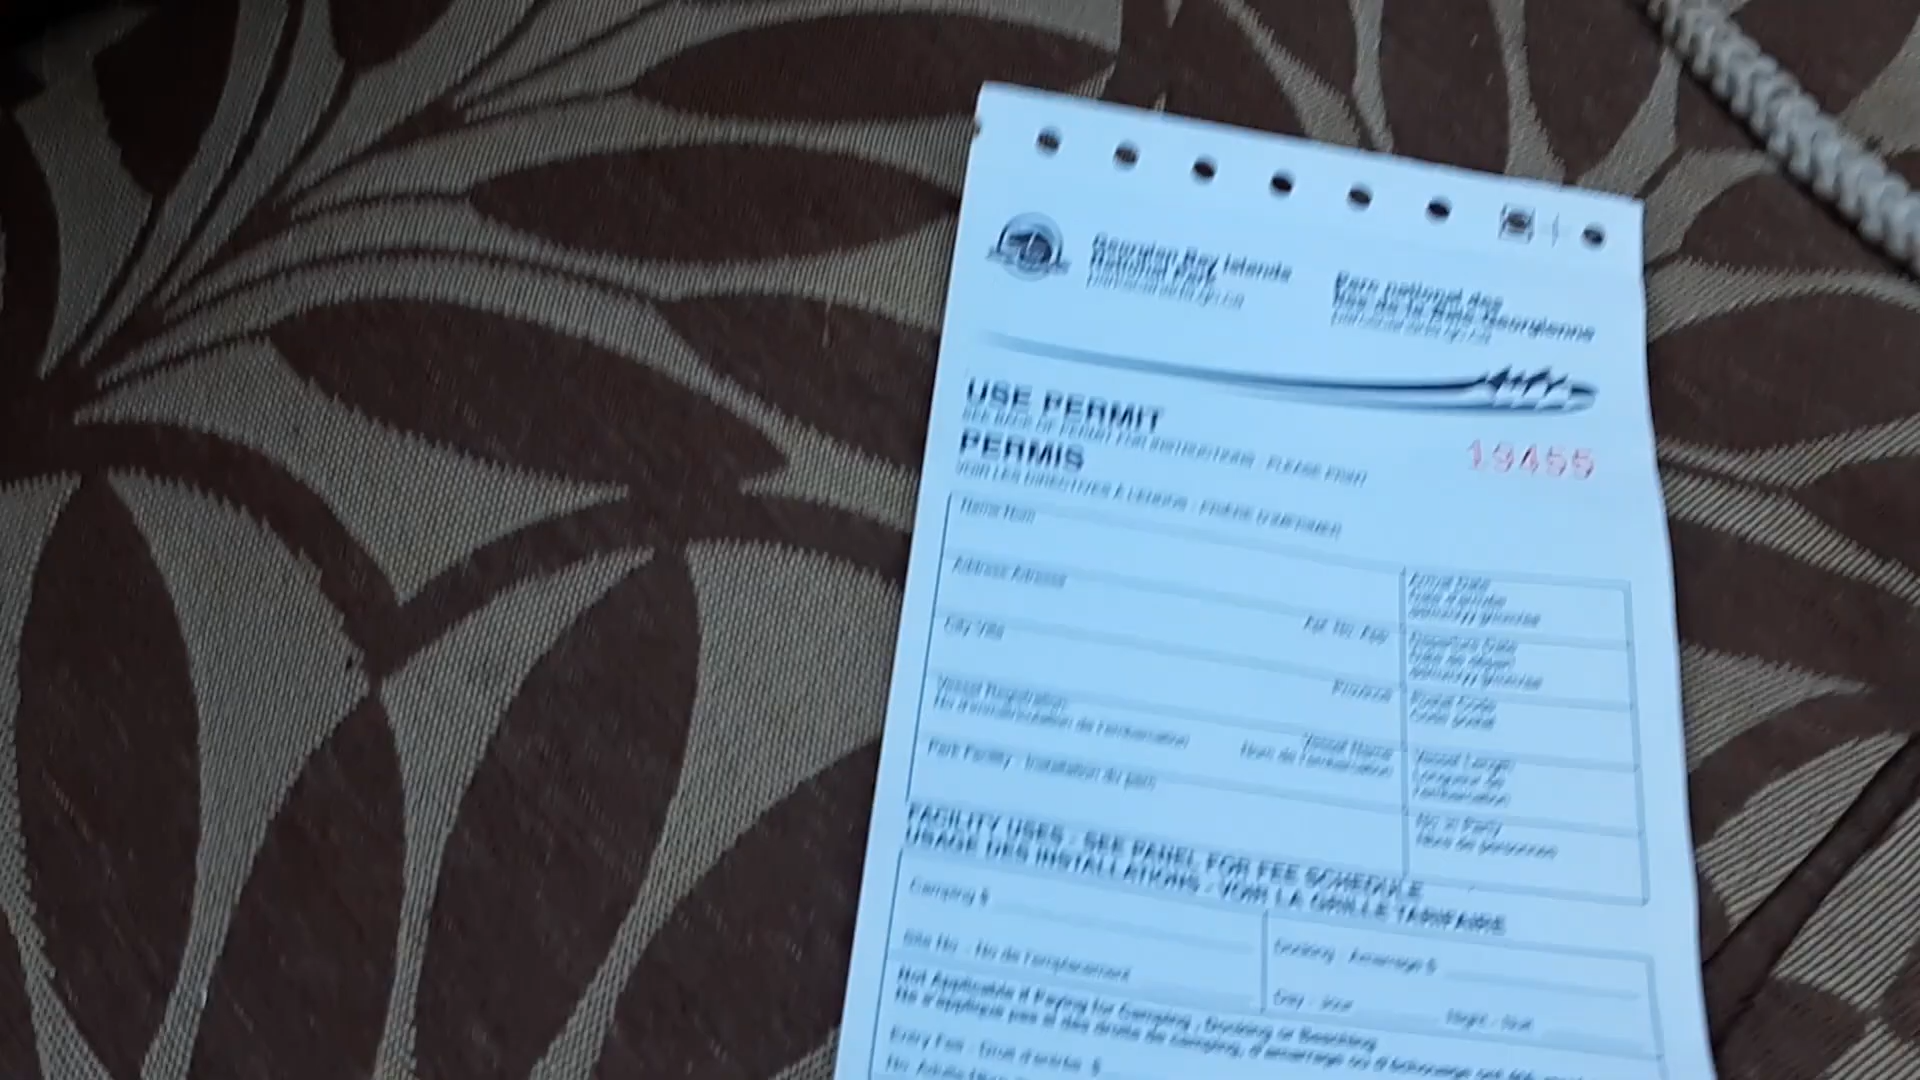 Georgian Bay Islands
National Park
Parc national des
Îles-de-la-Baie-Georgienne
USE PERMIT
SEE BACK OF PERMIT FOR INSTRUCTIONS - PLEASE PRINT
19455
PERMIS
VOIR LES DIRECTIVES À L'ENDOS - PRIÈRE D'IMPRIMER
Name Nom
Address Adresse
Apt. No. App.
City Ville
Province
Vessel Registration
No d'immatriculation de l'embarcation
Vessel Name
Nom de l'embarcation
Park Facility - Installation du parc
Arrival Date
Date d'arrivée
Departure Date
Date de départ
Postal Code
Code postal
Vessel Length
Longueur de
l'embarcation
No. in Party
Nbre de personnes
FACILITY USES - SEE PANEL FOR FEE SCHEDULE
USAGE DES INSTALLATIONS - VOIR LA GRILLE TARIFAIRE
Camping $
Site No - No de l'emplacement
Docking - Amarrage $
Day - Jour
Night - Nuit
Not Applicable if Paying for Camping, Docking or Beaching
Ne s'applique pas si des droits de camping, d'amarrage ou d'échouage ont été
Entry Fee - Droit d'entrée $